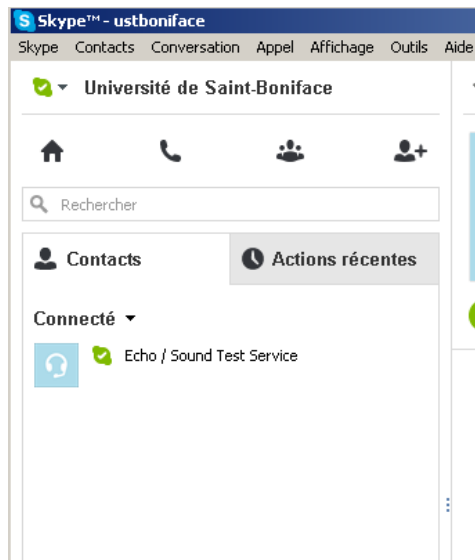 Skype™ - ustboniface
Skype Contacts Conversation Appel Affichage Outils Aide
Université de Saint-Boniface
Rechercher
Contacts Actions récentes
Connecté
Echo / Sound Test Service